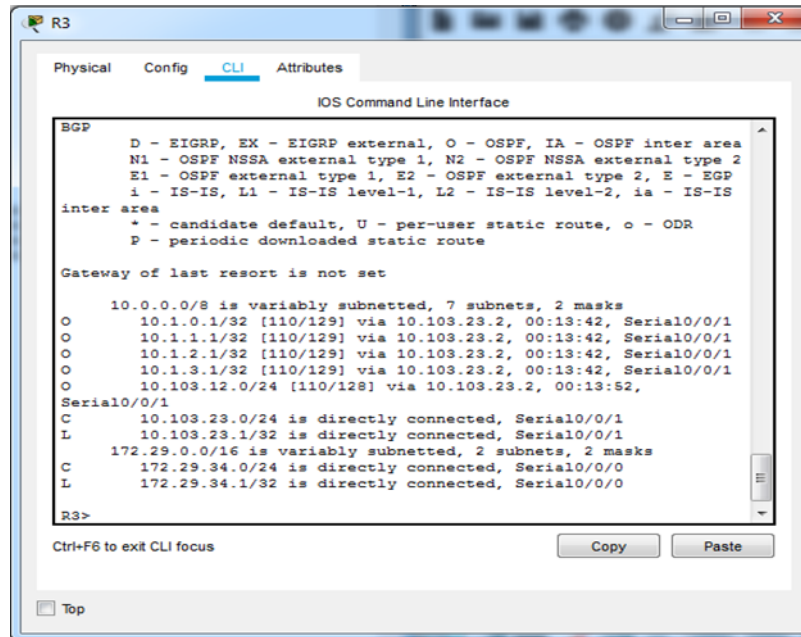 R3
Physical Config CLI Attributes
IOS Command Line Interface
BGP
D - EIGRP, EX - EIGRP external, O - OSPF, IA - OSPF inter area
N1 - OSPF NSSA external type 1, N2 - OSPF NSSA external type 2
E1 - OSPF external type 1, E2 - OSPF external type 2, E - EGP
i - IS-IS, L1 - IS-IS level-1, L2 - IS-IS level-2, ia - IS-IS
inter area
* - candidate default, U - per-user static route, o - ODR
P - periodic downloaded static route
Gateway of last resort is not set
10.0.0.0/8 is variably subnetted, 7 subnets, 2 masks
O 10.1.0.1/32 [110/129] via 10.103.23.2, 00:13:42, Serial0/0/1
O 10.1.1.1/32 [110/129] via 10.103.23.2, 00:13:42, Serial0/0/1
O 10.1.2.1/32 [110/129] via 10.103.23.2, 00:13:42, Serial0/0/1
O 10.1.3.1/32 [110/129] via 10.103.23.2, 00:13:42, Serial0/0/1
O 10.103.12.0/24 [110/128] via 10.103.23.2, 00:13:52,
Serial0/0/1
C 10.103.23.0/24 is directly connected, Serial0/0/1
L 10.103.23.1/32 is directly connected, Serial0/0/1
172.29.0.0/16 is variably subnetted, 2 subnets, 2 masks
C 172.29.34.0/24 is directly connected, Serial0/0/0
L 172.29.34.1/32 is directly connected, Serial0/0/0
R3>
Ctrl+F6 to exit CLI focus
Copy Paste
Top